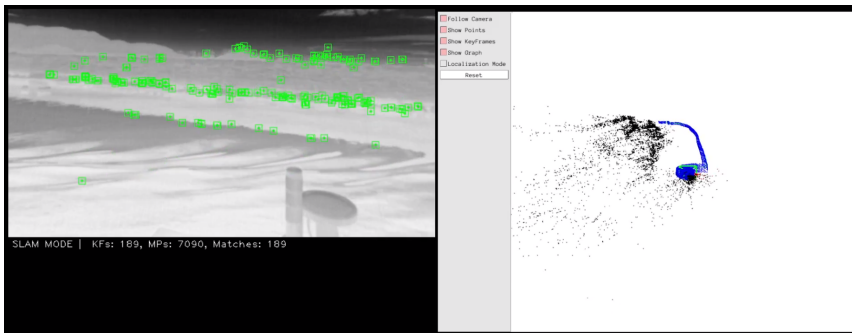 Follow Camera
Show Points
Show KeyFrames
Show Graph
Localization Mode
Reset
SLAM MODE | KFs: 189, MPs: 7090, Matches: 189